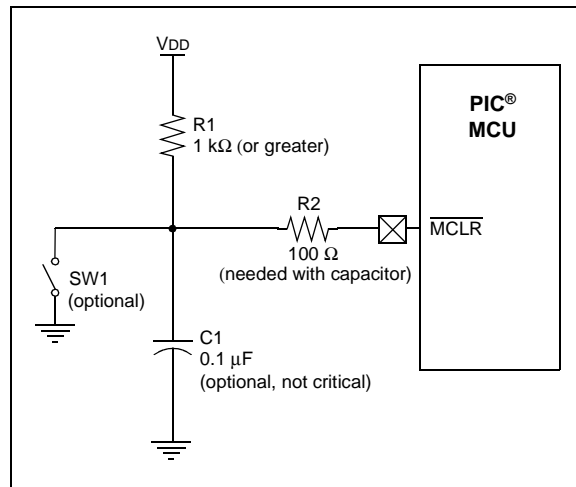 VDD
PIC®
MCU
R1
1 kΩ (or greater)
R2
MCLR
100 Ω
(needed with capacitor)
SW1
(optional)
C1
0.1 μF
(optional, not critical)